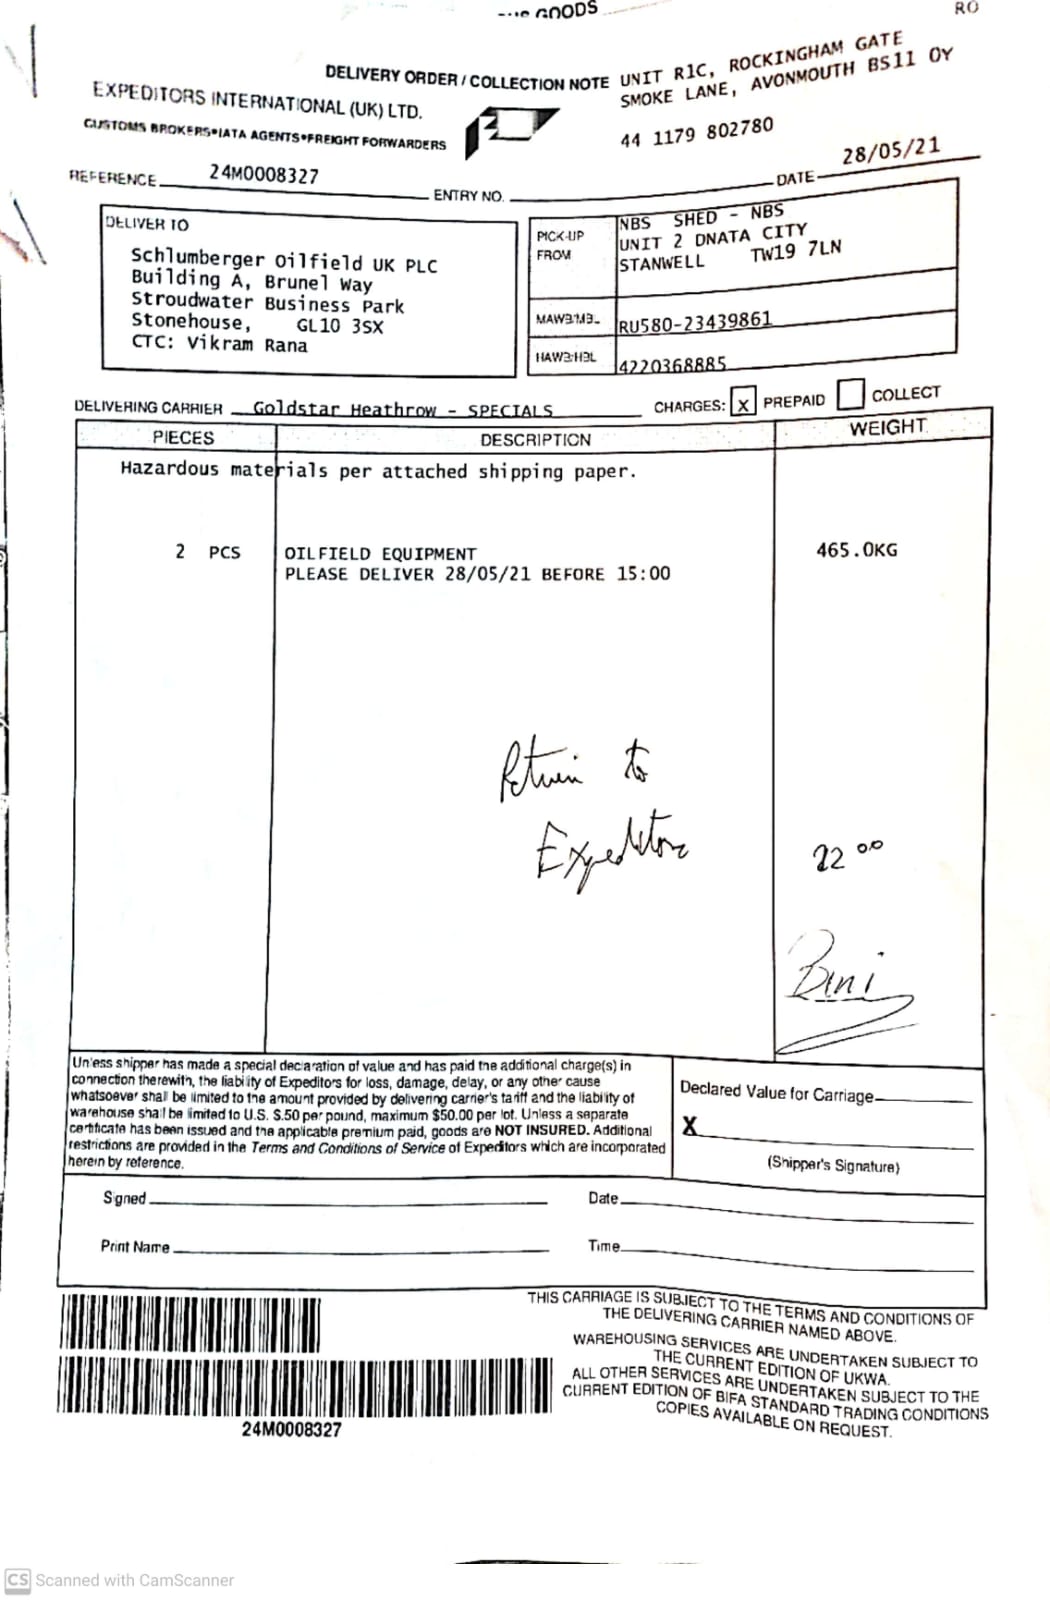 GOODS
RO
DELIVERY ORDER / COLLECTION NOTE
UNIT R1C, ROCKINGHAM GATE
SMOKE LANE, AVONMOUTH BS11 0Y
44 1179 802780
EXPEDITORS INTERNATIONAL (UK) LTD.
CUSTOMS BROKERS•IATA AGENTS•FREIGHT FORWARDERS
REFERENCE 24M0008327
ENTRY NO.
DATE 28/05/21
DELIVER TO
Schlumberger Oilfield UK PLC
Building A, Brunel Way
Stroudwater Business Park
Stonehouse, GL10 3SX
CTC: Vikram Rana
PICK-UP FROM
NBS SHED - NBS
UNIT 2 DNATA CITY
STANWELL TW19 7LN
MAWB/MBL RU580-23439861
HAWB/HBL 4220368885
DELIVERING CARRIER Goldstar Heathrow - SPECIALS
CHARGES: X PREPAID COLLECT
PIECES DESCRIPTION WEIGHT
Hazardous materials per attached shipping paper.
2 PCS OILFIELD EQUIPMENT 465.0KG
PLEASE DELIVER 28/05/21 BEFORE 15:00
Return to
Expeditors
22 00
Unless shipper has made a special declaration of value and has paid the additional charge(s) in
connection therewith, the liability of Expeditors for loss, damage, delay, or any other cause
whatsoever shall be limited to the amount provided by delivering carrier's tariff and the liability of
warehouse shall be limited to U.S. $.50 per pound, maximum $50.00 per lot. Unless a separate
certificate has been issued and the applicable premium paid, goods are NOT INSURED. Additional
restrictions are provided in the Terms and Conditions of Service of Expeditors which are incorporated
herein by reference.
Declared Value for Carriage
X
(Shipper's Signature)
Signed Date
Print Name Time
THIS CARRIAGE IS SUBJECT TO THE TERMS AND CONDITIONS OF
THE DELIVERING CARRIER NAMED ABOVE.
WAREHOUSING SERVICES ARE UNDERTAKEN SUBJECT TO
THE CURRENT EDITION OF UKWA.
ALL OTHER SERVICES ARE UNDERTAKEN SUBJECT TO THE
CURRENT EDITION OF BIFA STANDARD TRADING CONDITIONS
COPIES AVAILABLE ON REQUEST.
24M0008327
CS Scanned with CamScanner